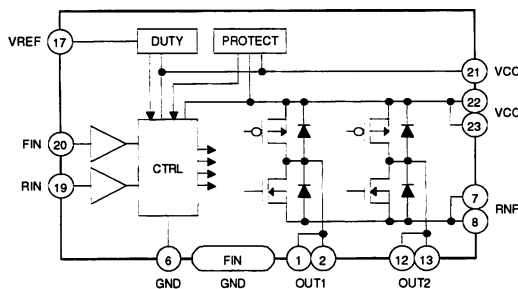 VREF 17 DUTY PROTECT
21 VCC
22 VCC
23
FIN 20
CTRL
RIN 19
7 RNF
8
6 FIN 1 2 12 13
GND GND OUT1 OUT2